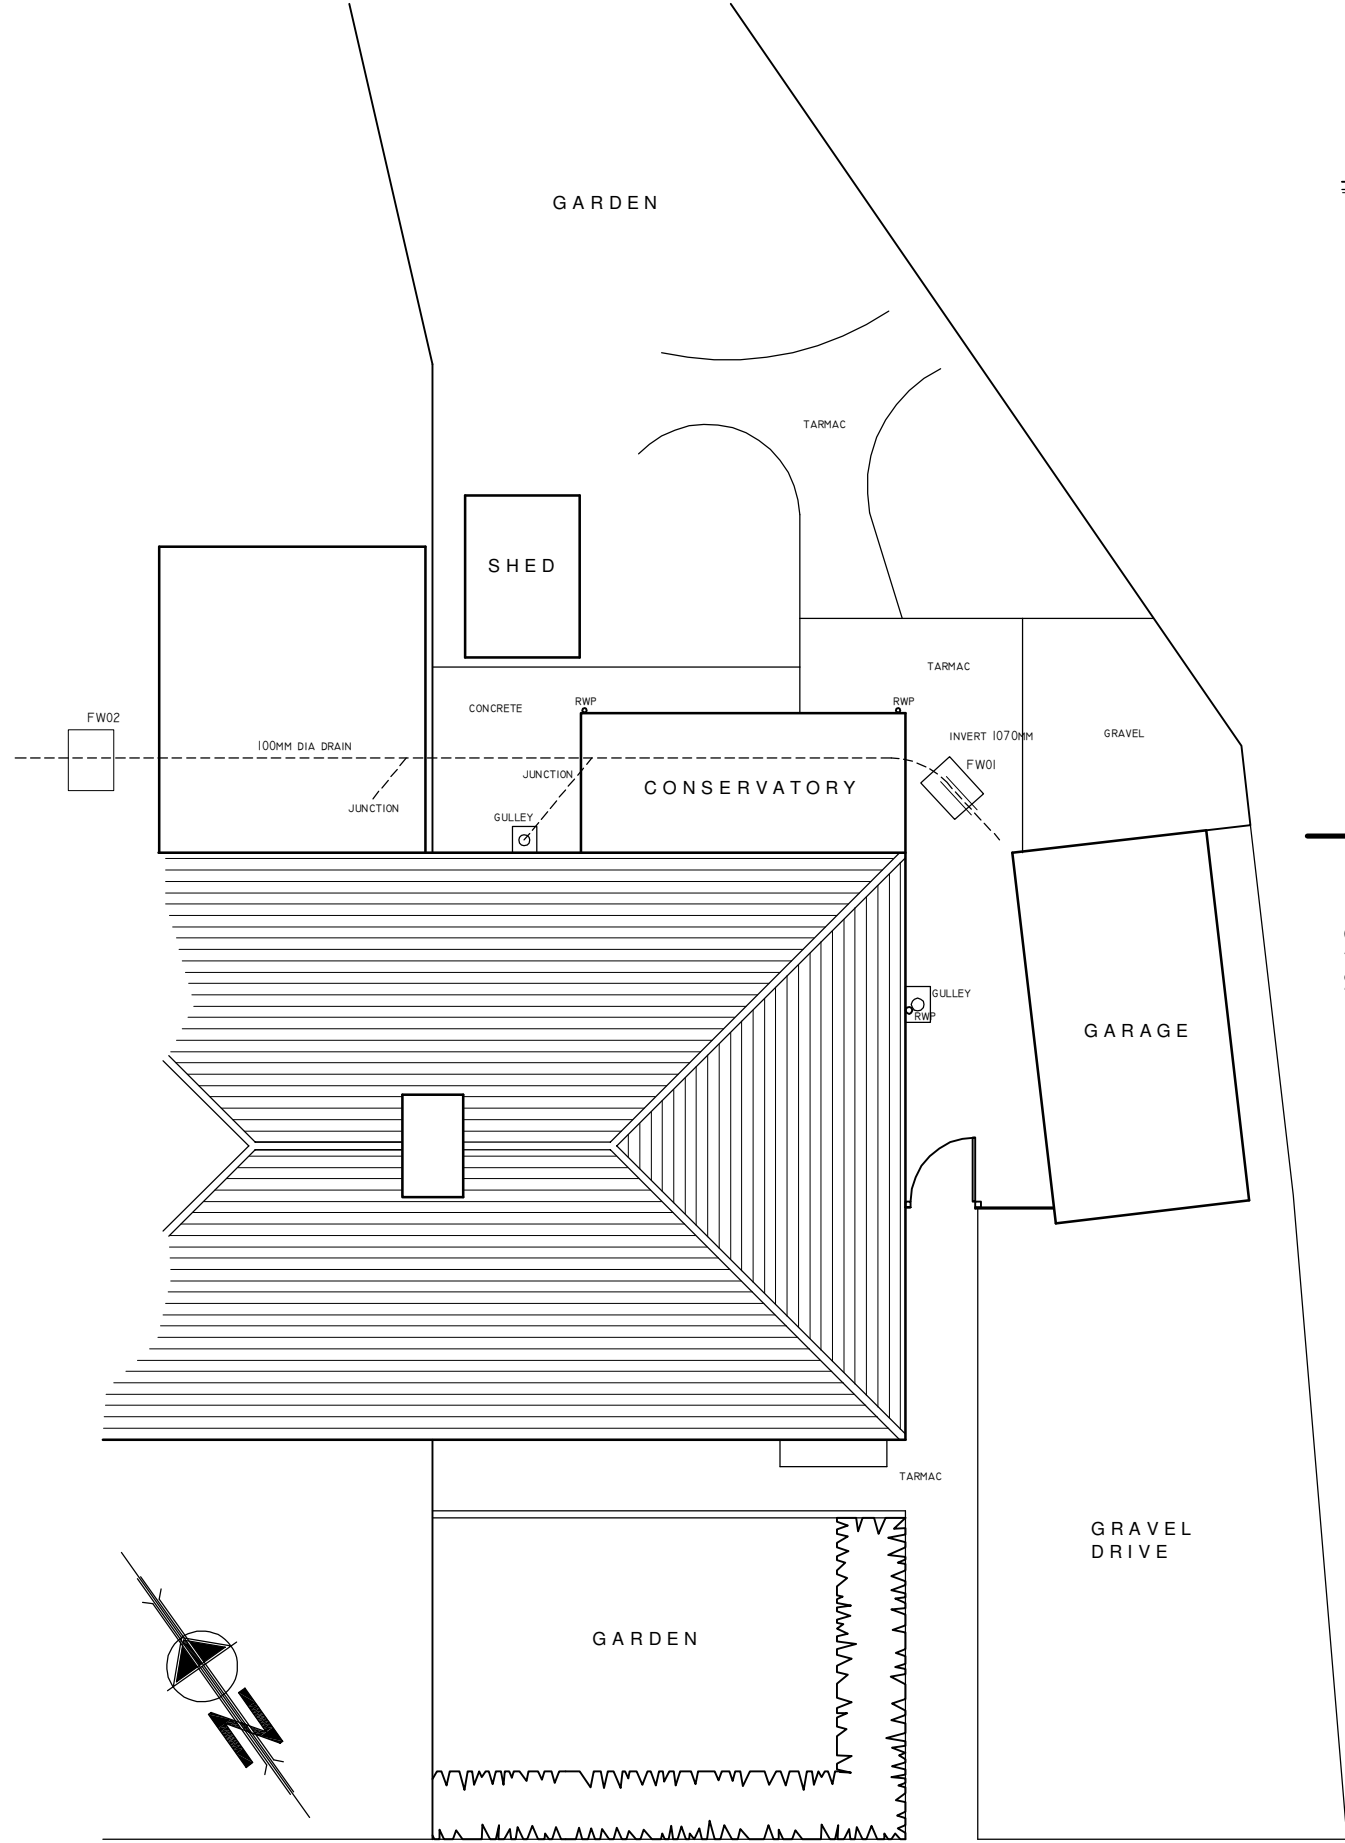 GARDEN
TARMAC
SHED
TARMAC
RWP
RWP
CONCRETE
FW02
INVERT 1070MM
GRAVEL
100MM DIA DRAIN
FW01
JUNCTION
CONSERVATORY
JUNCTION
GULLEY
GULLEY
RWP
GARAGE
TARMAC
GRAVEL
DRIVE
GARDEN
N